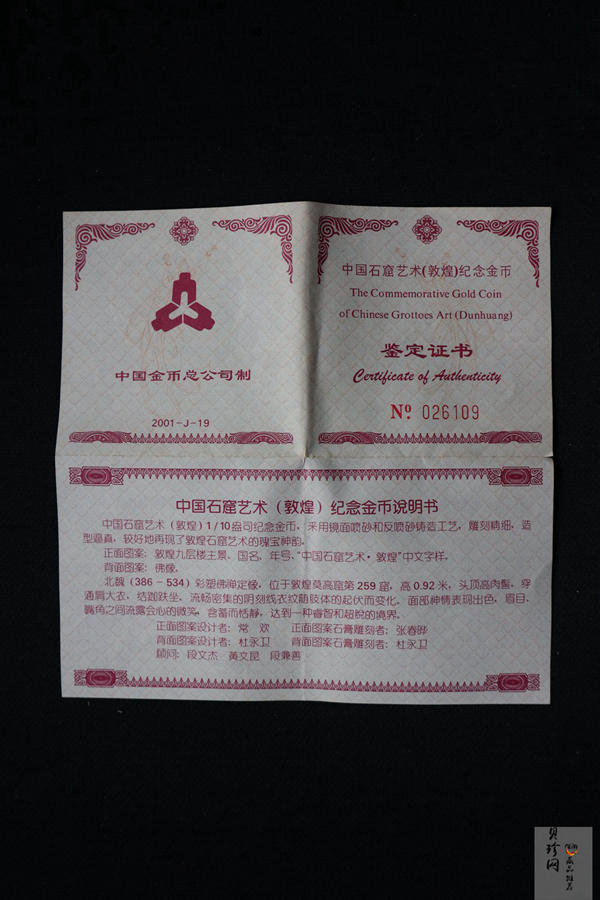 中国金币总公司制
2001-J-19
中国石窟艺术(敦煌)纪念金币
The Commemorative Gold Coin
of Chinese Grottoes Art (Dunhuang)
鉴定证书
Certificate of Authenticity
Nº. 026109
中国石窟艺术（敦煌）纪念金币说明书
中国石窟艺术（敦煌）1/10盎司纪念金币，采用镜面喷砂和反喷砂铸造工艺，雕刻精细，造
型逼真，较好地再现了敦煌石窟艺术的瑰宝神韵。
正面图案：敦煌九层楼主景、国名、年号、“中国石窟艺术·敦煌”中文字样。
背面图案：佛像。
北魏（386－534）彩塑佛禅定像，位于敦煌莫高窟第259窟，高0.92米，头顶高肉髻，穿
通肩大衣，结跏趺坐，流畅密集的阴刻线衣纹随肢体的起伏而变化，面部神情表现出色，眉目、
嘴角之间流露会心的微笑，含蓄而恬静，达到一种睿智和超脱的境界。
正面图案设计者：常欢 正面图案石膏雕刻者：张春晔
背面图案设计者：杜永卫 背面图案石膏雕刻者：杜永卫
顾问：段文杰 黄文昆 段兼善
贝珍网
藏品推荐